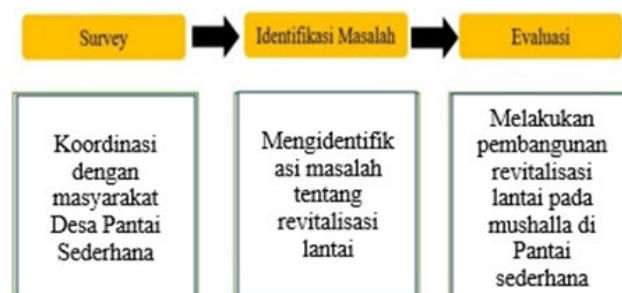 Survey
Identifikasi Masalah
Evaluasi
Koordinasi
dengan
masyarakat
Desa Pantai
Sederhana
Mengidentifik
asi masalah
tentang
revitalisasi
lantai
Melakukan
pembangunan
revitalisasi
lantai pada
mushalla di
Pantai
sederhana